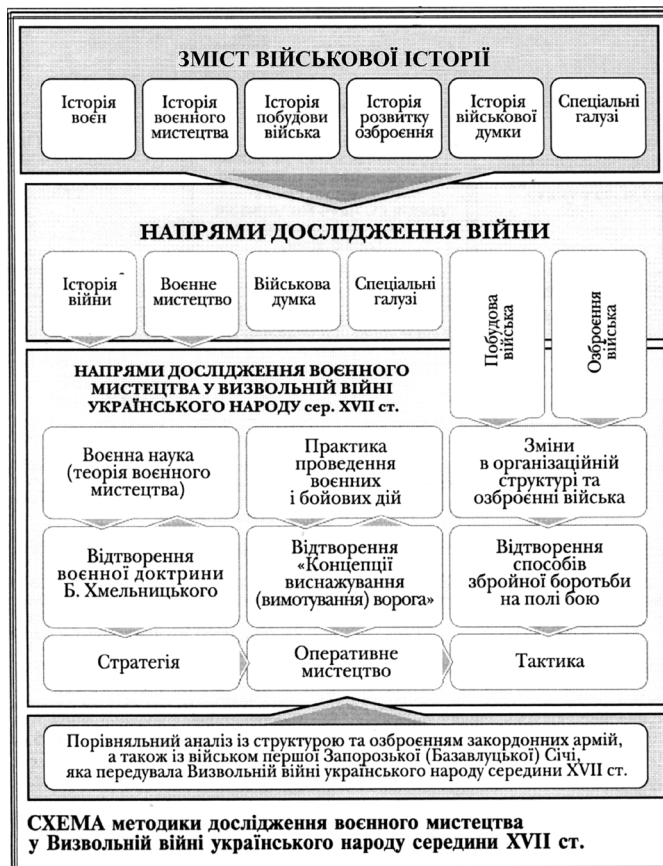 ЗМІСТ ВІЙСЬКОВОЇ ІСТОРІЇ
Історія
воєн
Історія
воєнного
мистецтва
Історія
побудови
війська
Історія
розвитку
озброєння
Історія
військової
думки
Спеціальні
галузі
НАПРЯМИ ДОСЛІДЖЕННЯ ВІЙНИ
Історія
війни
Воєнне
мистецтво
Військова
думка
Спеціальні
галузі
Побудова
війська
Озброєння
війська
НАПРЯМИ ДОСЛІДЖЕННЯ ВОЄННОГО
МИСТЕЦТВА У ВИЗВОЛЬНІЙ ВІЙНІ
УКРАЇНСЬКОГО НАРОДУ сер. XVII ст.
Воєнна наука
(теорія воєнного
мистецтва)
Практика
проведення
воєнних
і бойових дій
Зміни
в організаційній
структурі та
озброєнні війська
Відтворення
воєнної доктрини
Б. Хмельницького
Відтворення
«Концепції
виснажування
(вимотування) ворога»
Відтворення
способів
збройної боротьби
на полі бою
Стратегія
Оперативне
мистецтво
Тактика
Порівняльний аналіз із структурою та озброєнням закордонних армій,
а також із військом першої Запорозької (Базавлуцької) Січі,
яка передувала Визвольній війні українського народу середини XVII ст.
СХЕМА методики дослідження воєнного мистецтва
у Визвольній війні українського народу середини XVII ст.